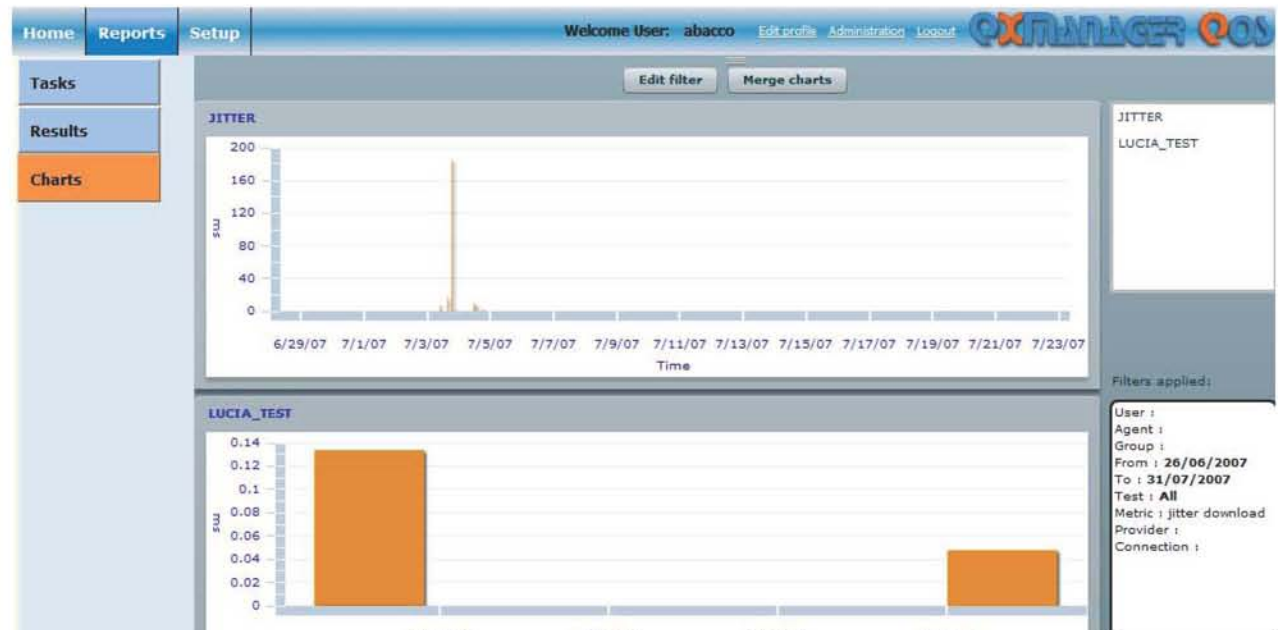 Home Reports Setup Welcome User: abacco Edit profile Administration Logout QXMANAGER QOS
Tasks
Results
Charts
Edit filter Merge charts
JITTER
200
160
120
80
40
0
ms
6/29/07 7/1/07 7/3/07 7/5/07 7/7/07 7/9/07 7/11/07 7/13/07 7/15/07 7/17/07 7/19/07 7/21/07 7/23/07
Time
LUCIA_TEST
0.14
0.12
0.1
0.08
0.06
0.04
0.02
0
ms
JITTER
LUCIA_TEST
Filters applied:
User :
Agent :
Group :
From : 26/06/2007
To : 31/07/2007
Test : All
Metric : jitter download
Provider :
Connection :